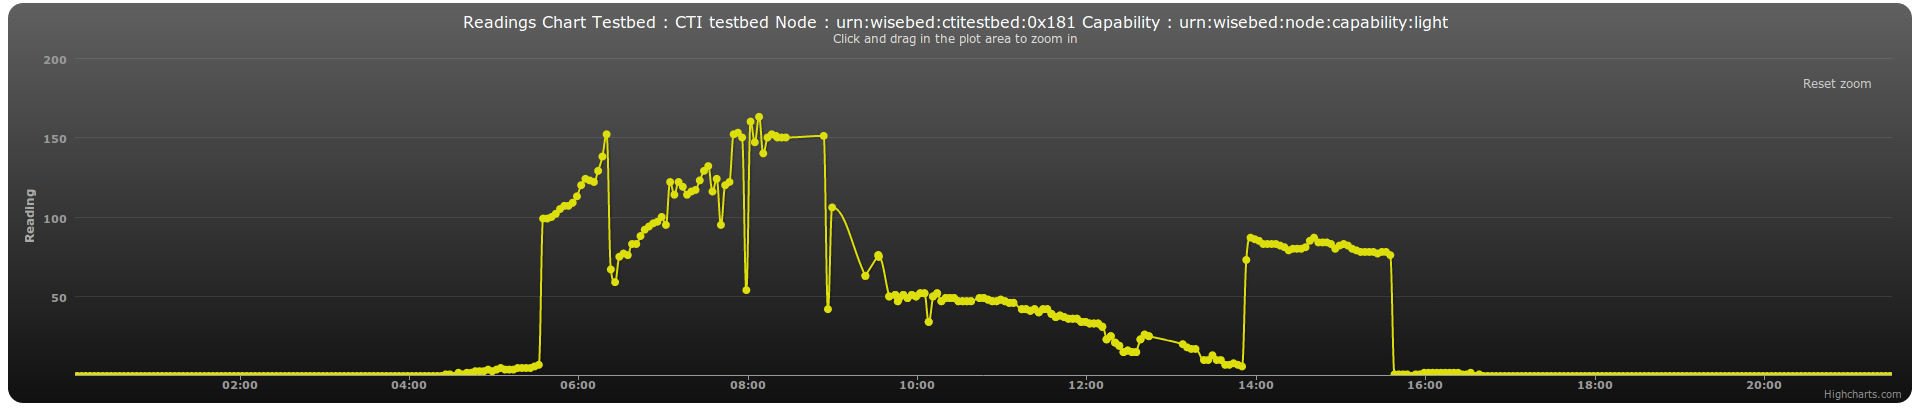 Readings Chart Testbed : CTI testbed Node : urn:wisebed:ctitestbed:0x181 Capability : urn:wisebed:node:capability:light
Click and drag in the plot area to zoom in
200
Reset zoom
150
100
50
Reading
02:00 04:00 06:00 08:00 10:00 12:00 14:00 16:00 18:00 20:00
Highcharts.com